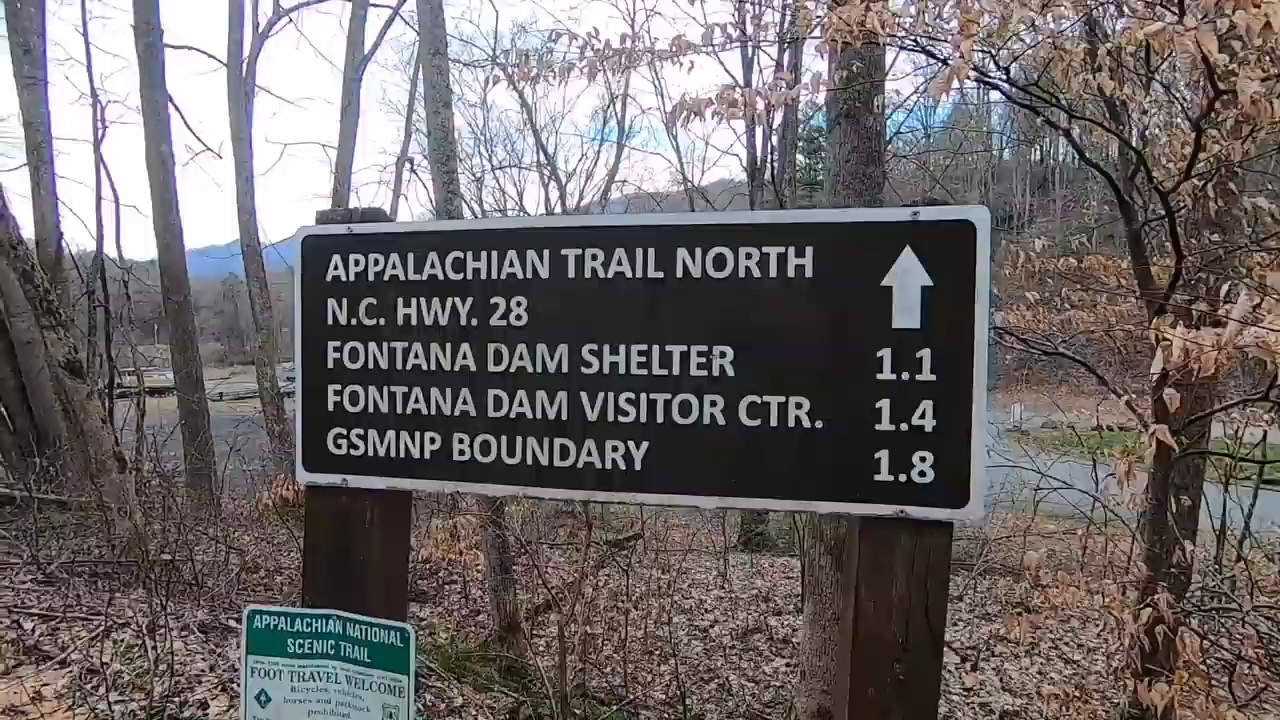 APPALACHIAN TRAIL NORTH
N.C. HWY. 28
FONTANA DAM SHELTER 1.1
FONTANA DAM VISITOR CTR. 1.4
GSMNP BOUNDARY 1.8
APPALACHIAN NATIONAL
SCENIC TRAIL
FOOT TRAVEL WELCOME
Bicycles, vehicles,
horses and packstock
prohibited